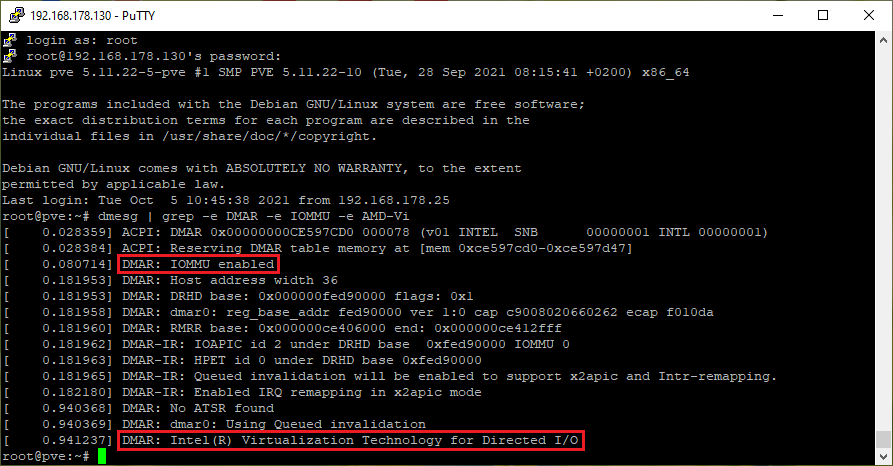 192.168.178.130 - PuTTY
login as: root
root@192.168.178.130's password:
Linux pve 5.11.22-5-pve #1 SMP PVE 5.11.22-10 (Tue, 28 Sep 2021 08:15:41 +0200) x86_64
The programs included with the Debian GNU/Linux system are free software;
the exact distribution terms for each program are described in the
individual files in /usr/share/doc/*/copyright.
Debian GNU/Linux comes with ABSOLUTELY NO WARRANTY, to the extent
permitted by applicable law.
Last login: Tue Oct  5 10:45:38 2021 from 192.168.178.25
root@pve:~# dmesg | grep -e DMAR -e IOMMU -e AMD-Vi
[    0.028359] ACPI: DMAR 0x00000000CE597CD0 000078 (v01 INTEL  SNB      00000001 INTL 00000001)
[    0.028384] ACPI: Reserving DMAR table memory at [mem 0xce597cd0-0xce597d47]
[    0.080714] DMAR: IOMMU enabled
[    0.181953] DMAR: Host address width 36
[    0.181953] DMAR: DRHD base: 0x000000fed90000 flags: 0x1
[    0.181958] DMAR: dmar0: reg_base_addr fed90000 ver 1:0 cap c9008020660262 ecap f010da
[    0.181960] DMAR: RMRR base: 0x000000ce406000 end: 0x000000ce412fff
[    0.181962] DMAR-IR: IOAPIC id 2 under DRHD base  0xfed90000 IOMMU 0
[    0.181963] DMAR-IR: HPET id 0 under DRHD base 0xfed90000
[    0.181965] DMAR-IR: Queued invalidation will be enabled to support x2apic and Intr-remapping.
[    0.182180] DMAR-IR: Enabled IRQ remapping in x2apic mode
[    0.940368] DMAR: No ATSR found
[    0.940369] DMAR: dmar0: Using Queued invalidation
[    0.941237] DMAR: Intel(R) Virtualization Technology for Directed I/O
root@pve:~#